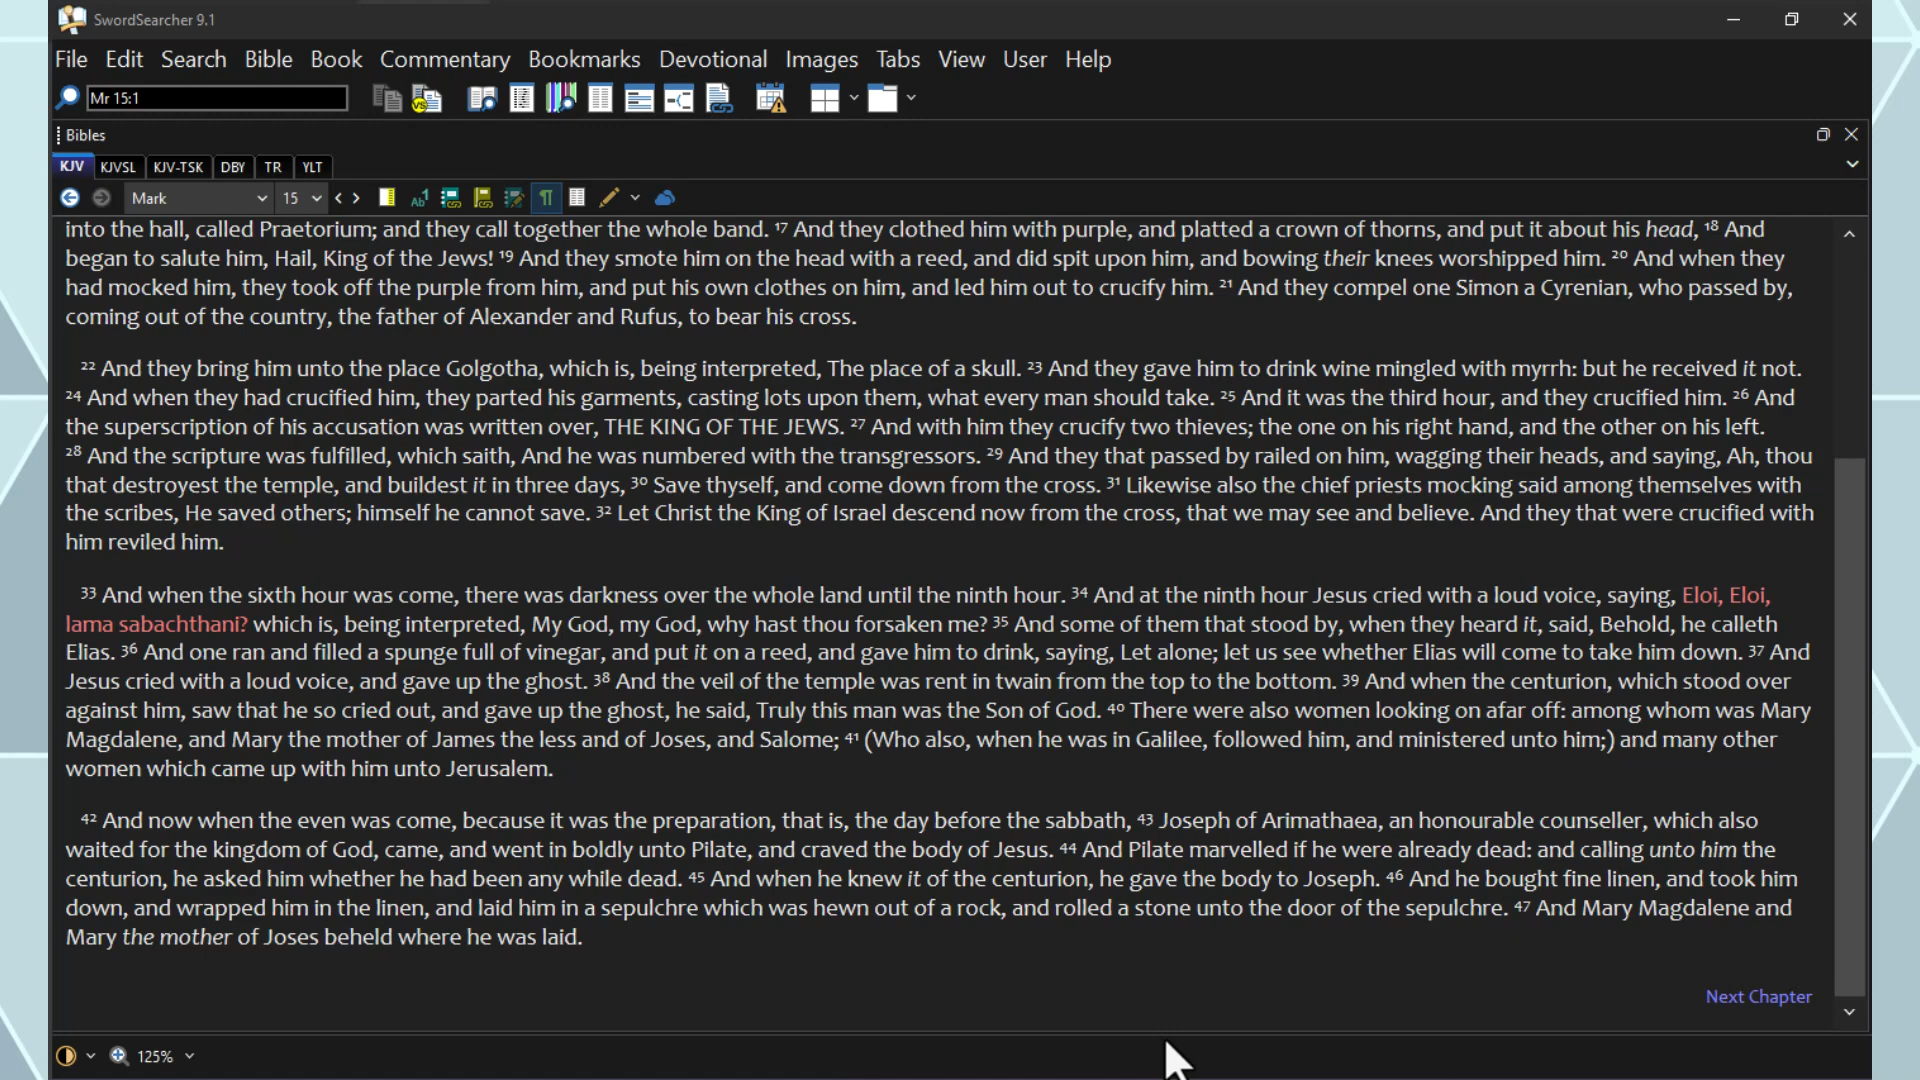 SwordSearcher 9.1
File Edit Search Bible Book Commentary Bookmarks Devotional Images Tabs View User Help
Mr 15:1
Bibles
KJV KJVSL KJV-TSK DBY TR YLT
Mark 15
into the hall, called Praetorium; and they call together the whole band. 17 And they clothed him with purple, and platted a crown of thorns, and put it about his head, 18 And
began to salute him, Hail, King of the Jews! 19 And they smote him on the head with a reed, and did spit upon him, and bowing their knees worshipped him. 20 And when they
had mocked him, they took off the purple from him, and put his own clothes on him, and led him out to crucify him. 21 And they compel one Simon a Cyrenian, who passed by,
coming out of the country, the father of Alexander and Rufus, to bear his cross.
22 And they bring him unto the place Golgotha, which is, being interpreted, The place of a skull. 23 And they gave him to drink wine mingled with myrrh: but he received it not.
24 And when they had crucified him, they parted his garments, casting lots upon them, what every man should take. 25 And it was the third hour, and they crucified him. 26 And
the superscription of his accusation was written over, THE KING OF THE JEWS. 27 And with him they crucify two thieves; the one on his right hand, and the other on his left.
28 And the scripture was fulfilled, which saith, And he was numbered with the transgressors. 29 And they that passed by railed on him, wagging their heads, and saying, Ah, thou
that destroyest the temple, and buildest it in three days, 30 Save thyself, and come down from the cross. 31 Likewise also the chief priests mocking said among themselves with
the scribes, He saved others; himself he cannot save. 32 Let Christ the King of Israel descend now from the cross, that we may see and believe. And they that were crucified with
him reviled him.
33 And when the sixth hour was come, there was darkness over the whole land until the ninth hour. 34 And at the ninth hour Jesus cried with a loud voice, saying, Eloi, Eloi,
lama sabachthani? which is, being interpreted, My God, my God, why hast thou forsaken me? 35 And some of them that stood by, when they heard it, said, Behold, he calleth
Elias. 36 And one ran and filled a spunge full of vinegar, and put it on a reed, and gave him to drink, saying, Let alone; let us see whether Elias will come to take him down. 37 And
Jesus cried with a loud voice, and gave up the ghost. 38 And the veil of the temple was rent in twain from the top to the bottom. 39 And when the centurion, which stood over
against him, saw that he so cried out, and gave up the ghost, he said, Truly this man was the Son of God. 40 There were also women looking on afar off: among whom was Mary
Magdalene, and Mary the mother of James the less and of Joses, and Salome; 41 (Who also, when he was in Galilee, followed him, and ministered unto him;) and many other
women which came up with him unto Jerusalem.
42 And now when the even was come, because it was the preparation, that is, the day before the sabbath, 43 Joseph of Arimathaea, an honourable counseller, which also
waited for the kingdom of God, came, and went in boldly unto Pilate, and craved the body of Jesus. 44 And Pilate marvelled if he were already dead: and calling unto him the
centurion, he asked him whether he had been any while dead. 45 And when he knew it of the centurion, he gave the body to Joseph. 46 And he bought fine linen, and took him
down, and wrapped him in the linen, and laid him in a sepulchre which was hewn out of a rock, and rolled a stone unto the door of the sepulchre. 47 And Mary Magdalene and
Mary the mother of Joses beheld where he was laid.
Next Chapter
125%